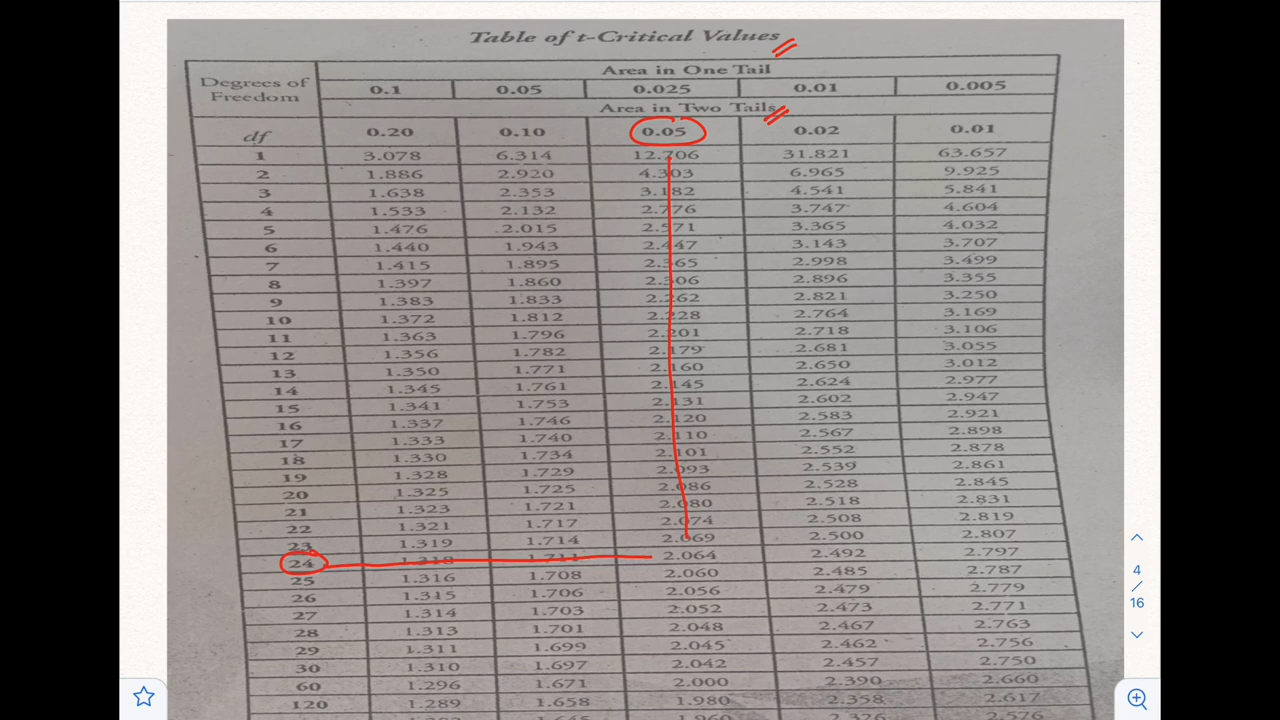 Table of t-Critical Values
Degrees of Freedom Area in One Tail
0.1 0.05 0.025 0.01 0.005
Area in Two Tails
df 0.20 0.10 0.05 0.02 0.01
1 3.078 6.314 12.706 31.821 63.657
2 1.886 2.920 4.303 6.965 9.925
3 1.638 2.353 3.182 4.541 5.841
4 1.533 2.132 2.776 3.747 4.604
5 1.476 2.015 2.571 3.365 4.032
6 1.440 1.943 2.447 3.143 3.707
7 1.415 1.895 2.365 2.998 3.499
8 1.397 1.860 2.306 2.896 3.355
9 1.383 1.833 2.262 2.821 3.250
10 1.372 1.812 2.228 2.764 3.169
11 1.363 1.796 2.201 2.718 3.106
12 1.356 1.782 2.179 2.681 3.055
13 1.350 1.771 2.160 2.650 3.012
14 1.345 1.761 2.145 2.624 2.977
15 1.341 1.753 2.131 2.602 2.947
16 1.337 1.746 2.120 2.583 2.921
17 1.333 1.740 2.110 2.567 2.898
18 1.330 1.734 2.101 2.552 2.878
19 1.328 1.729 2.093 2.539 2.861
20 1.325 1.725 2.086 2.528 2.845
21 1.323 1.721 2.080 2.518 2.831
22 1.321 1.717 2.074 2.508 2.819
23 1.319 1.714 2.069 2.500 2.807
24 1.318 1.711 2.064 2.492 2.797
25 1.316 1.708 2.060 2.485 2.787
26 1.315 1.706 2.056 2.479 2.779
27 1.314 1.703 2.052 2.473 2.771
28 1.313 1.701 2.048 2.467 2.763
29 1.311 1.699 2.045 2.462 2.756
30 1.310 1.697 2.042 2.457 2.750
60 1.296 1.671 2.000 2.390 2.660
120 1.289 1.658 1.980 2.358 2.617
1.960 2.326 2.576
4
/
16